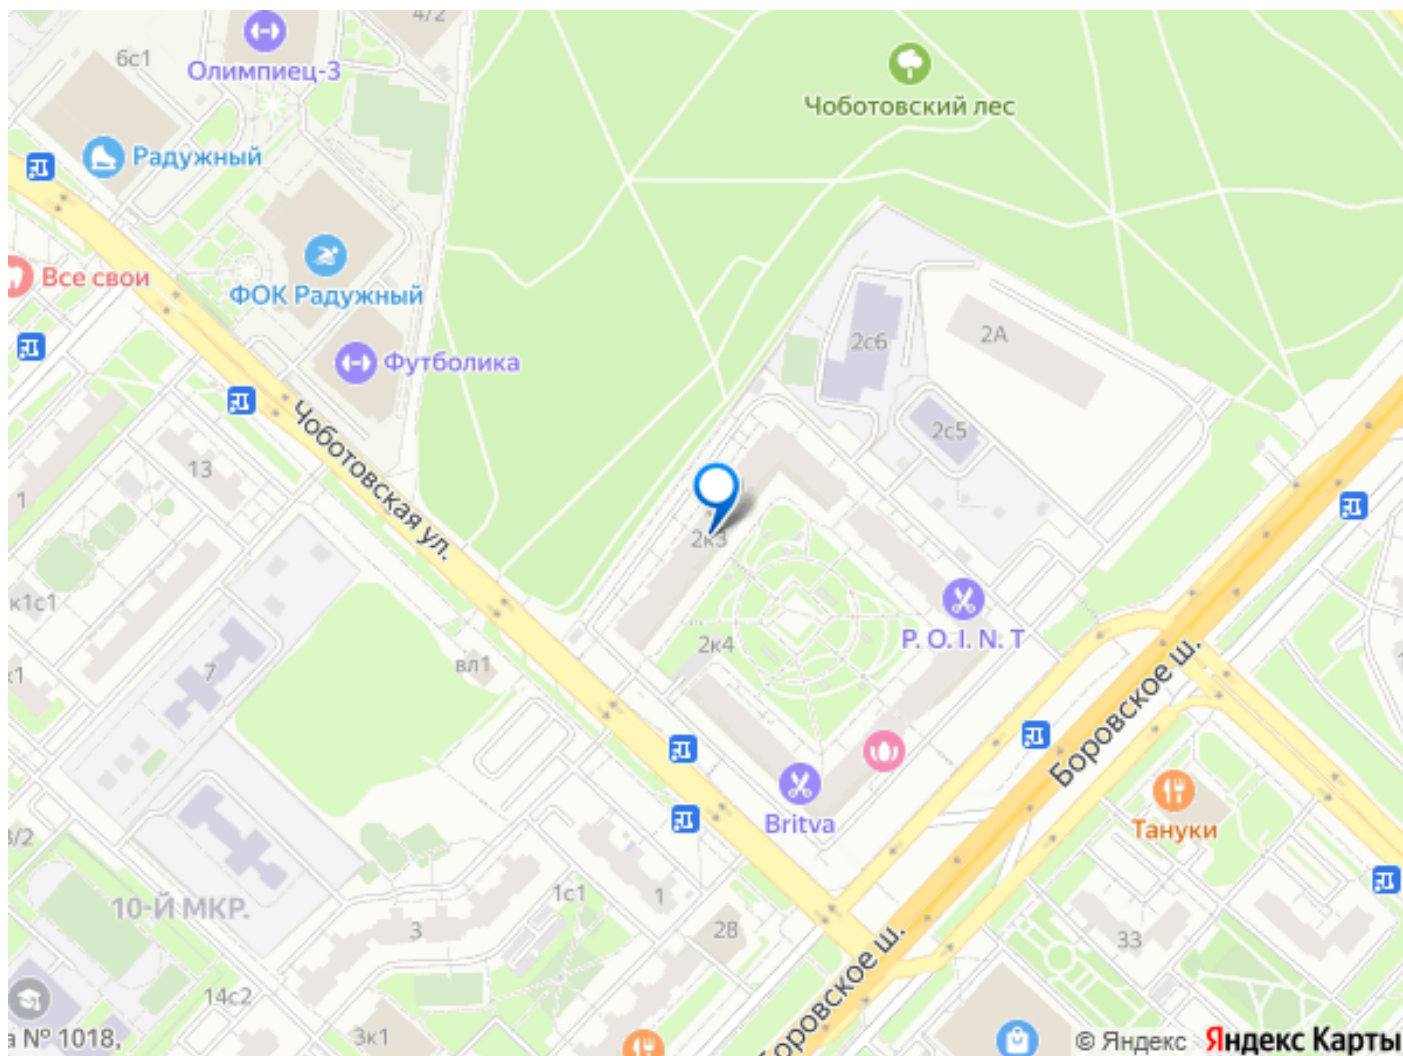 4/2
6с1
Олимпиец-3
Чоботовский лес
Радужный
Все свои
ФОК Радужный
Футболика
2с6
2А
2с5
Чоботовская ул.
13
1
2к3
к1с1
P. O. I. N. T
2к4
вл1
7
к1
Боровское ш.
Britva
Тануки
3/2
10-Й МКР.
1с1
1
3
28
33
Боровское ш.
14с2
3к1
а № 1018,
© Яндекс Яндекс Карты